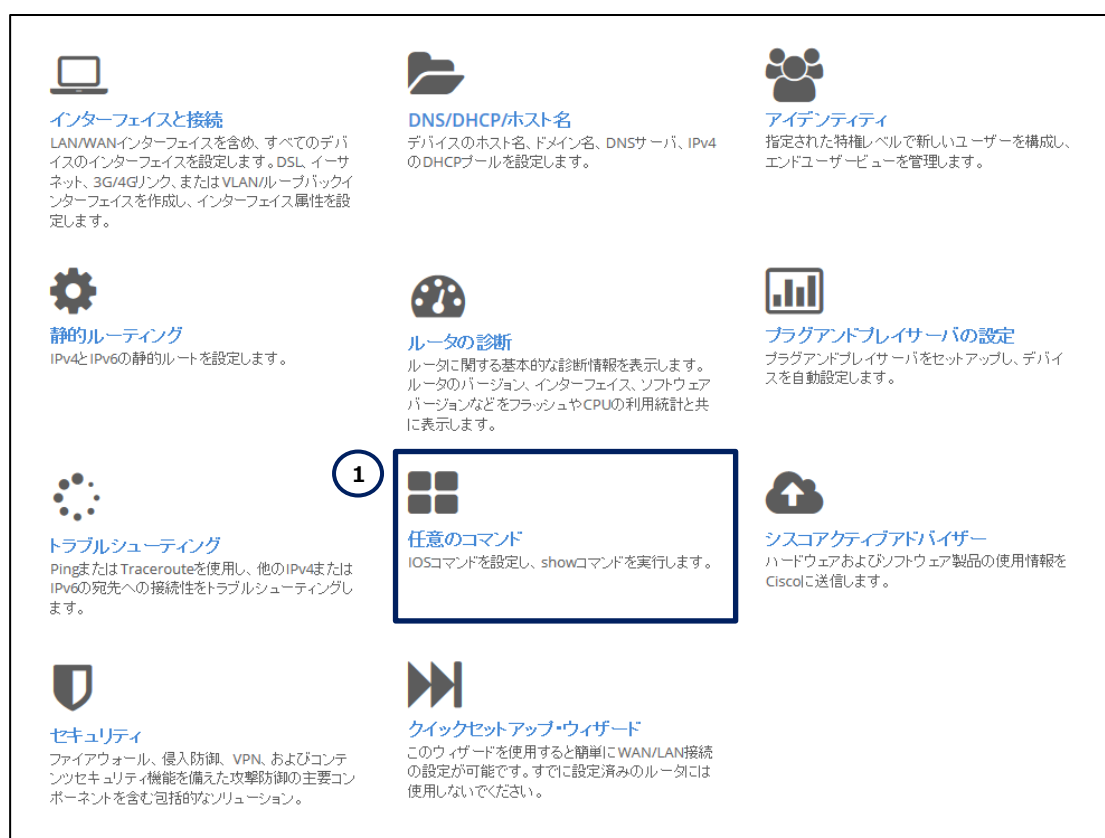 インターフェイスと接続
LAN/WANインターフェイスを含め、すべてのデバ
イスのインターフェイスを設定します。DSL、イーサ
ネット、3G/4Gリンク、またはVLAN/ループバックイ
ンターフェイスを作成し、インターフェイス属性を設
定します。
DNS/DHCP/ホスト名
デバイスのホスト名、ドメイン名、DNSサーバ、IPv4
のDHCPプールを設定します。
アイデンティティ
指定された特権レベルで新しいユーザーを構成し、
エンドユーザービューを管理します。
静的ルーティング
IPv4とIPv6の静的ルートを設定します。
ルータの診断
ルータに関する基本的な診断情報を表示します。
ルータのバージョン、インターフェイス、ソフトウェア
バージョンなどをフラッシュやCPUの利用統計と共
に表示します。
プラグアンドプレイサーバの設定
プラグアンドプレイサーバをセットアップし、デバイ
スを自動設定します。
トラブルシューティング
PingまたはTracerouteを使用し、他のIPv4または
IPv6の宛先への接続性をトラブルシューティングし
ます。
1
任意のコマンド
IOSコマンドを設定し、showコマンドを実行します。
シスコアクティブアドバイザー
ハードウェアおよびソフトウェア製品の使用情報を
Ciscoに送信します。
セキュリティ
ファイアウォール、侵入防御、VPN、およびコンテ
ンツセキュリティ機能を備えた攻撃防御の主要コン
ポーネントを含む包括的なソリューション。
クイックセットアップ・ウィザード
このウィザードを使用すると簡単にWAN/LAN接続
の設定が可能です。すでに設定済みのルータには
使用しないでください。